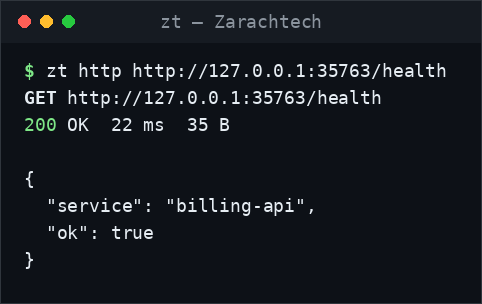 zt — Zarachtech
$ zt http http://127.0.0.1:35763/health
GET http://127.0.0.1:35763/health
200 OK  22 ms  35 B
{
  "service": "billing-api",
  "ok": true
}